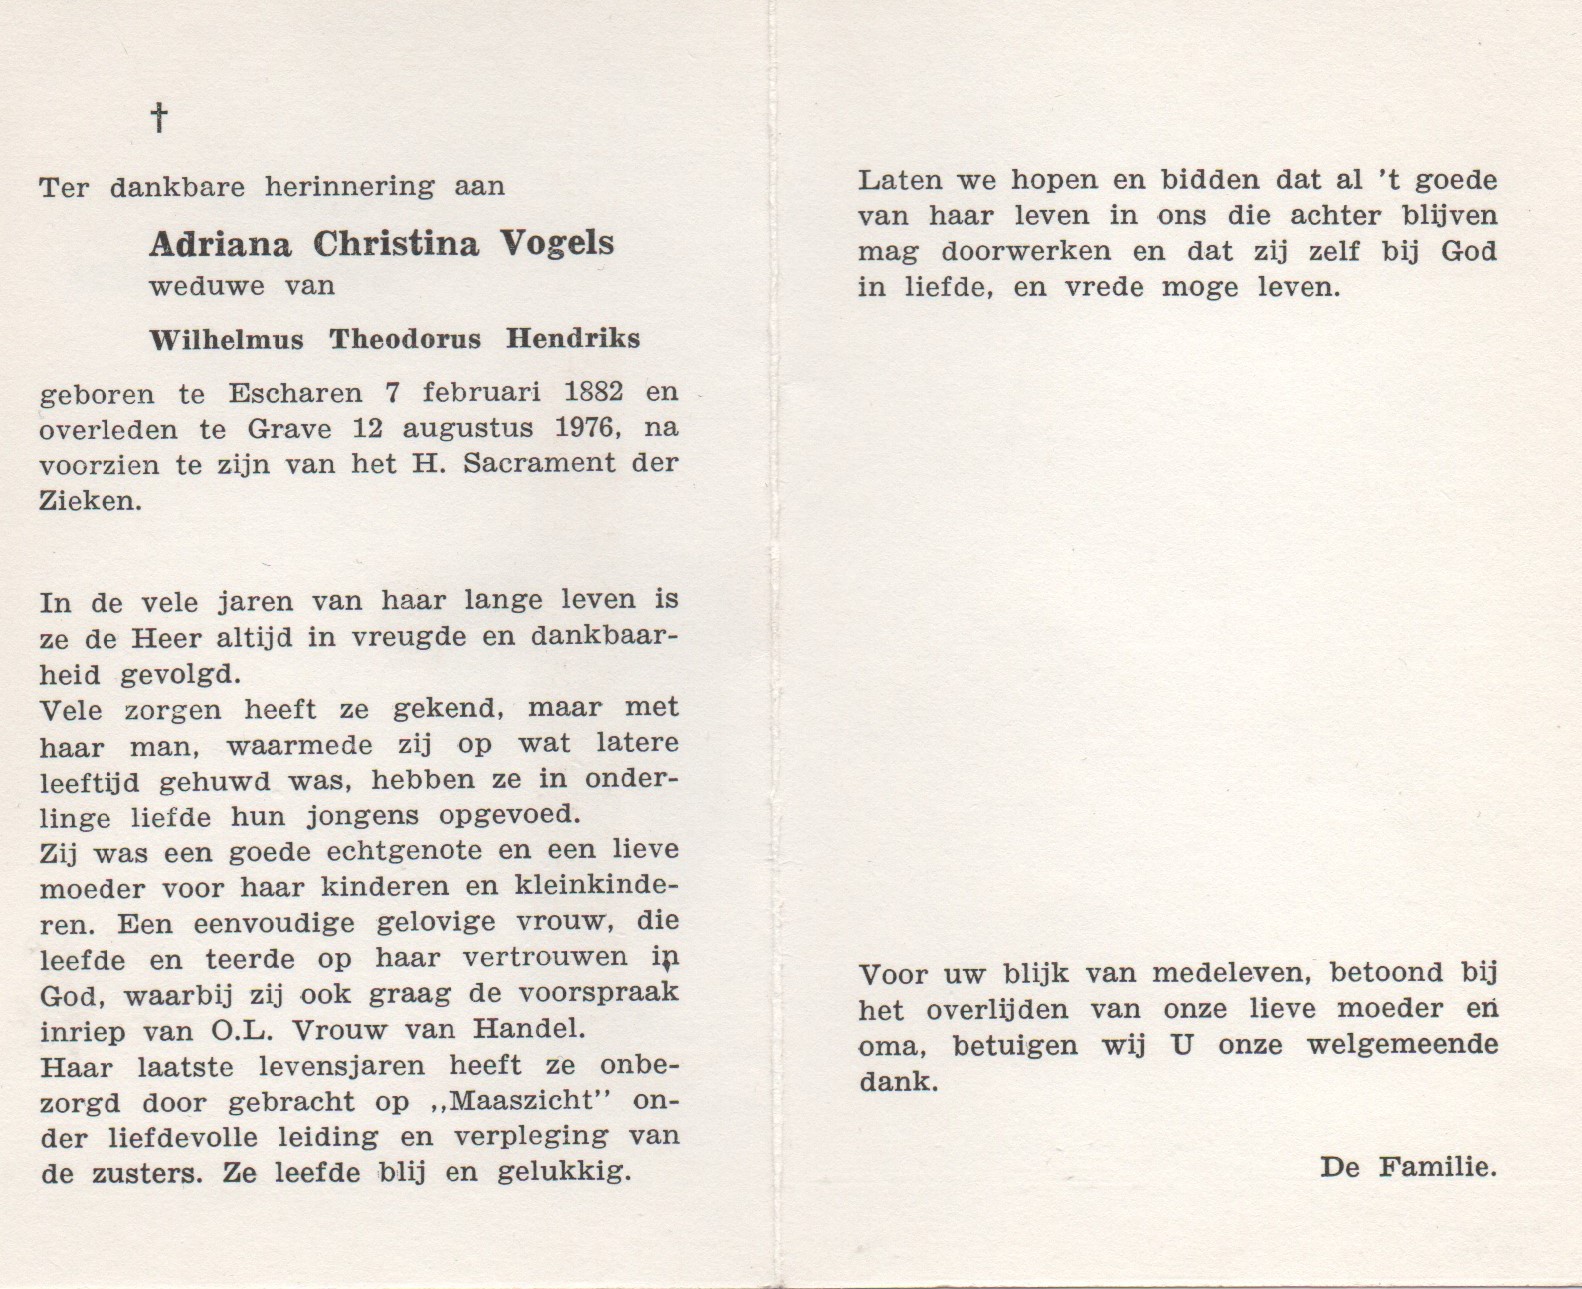 †
Ter dankbare herinnering aan
Adriana Christina Vogels
weduwe van
Wilhelmus Theodorus Hendriks
geboren te Escharen 7 februari 1882 en
overleden te Grave 12 augustus 1976, na
voorzien te zijn van het H. Sacrament der
Zieken.
In de vele jaren van haar lange leven is
ze de Heer altijd in vreugde en dankbaar-
heid gevolgd.
Vele zorgen heeft ze gekend, maar met
haar man, waarmede zij op wat latere
leeftijd gehuwd was, hebben ze in onder-
linge liefde hun jongens opgevoed.
Zij was een goede echtgenote en een lieve
moeder voor haar kinderen en kleinkinde-
ren. Een eenvoudige gelovige vrouw, die
leefde en teerde op haar vertrouwen in
God, waarbij zij ook graag de voorspraak
inriep van O.L. Vrouw van Handel.
Haar laatste levensjaren heeft ze onbe-
zorgd door gebracht op ,,Maaszicht’’ on-
der liefdevolle leiding en verpleging van
de zusters. Ze leefde blij en gelukkig.
Laten we hopen en bidden dat al 't goede
van haar leven in ons die achter blijven
mag doorwerken en dat zij zelf bij God
in liefde, en vrede moge leven.
Voor uw blijk van medeleven, betoond bij
het overlijden van onze lieve moeder en
oma, betuigen wij U onze welgemeende
dank.
De Familie.